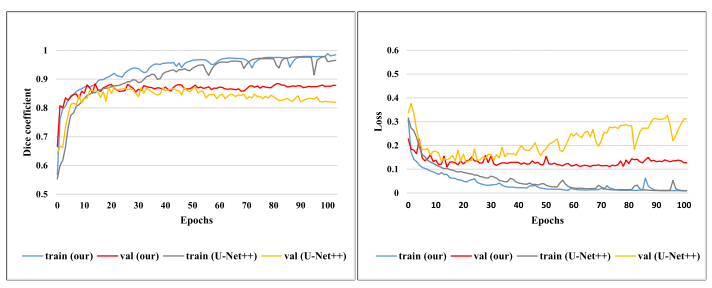 1
0.9
0.8
0.7
0.6
0.5
Dice coefficient
0 10 20 30 40 50 60 70 80 90 100
Epochs
train (our) val (our) train (U-Net++) val (U-Net++)
0.6
0.5
0.4
0.3
0.2
0.1
0
Loss
0 10 20 30 40 50 60 70 80 90 100
Epochs
train (our) val (our) train (U-Net++) val (U-Net++)